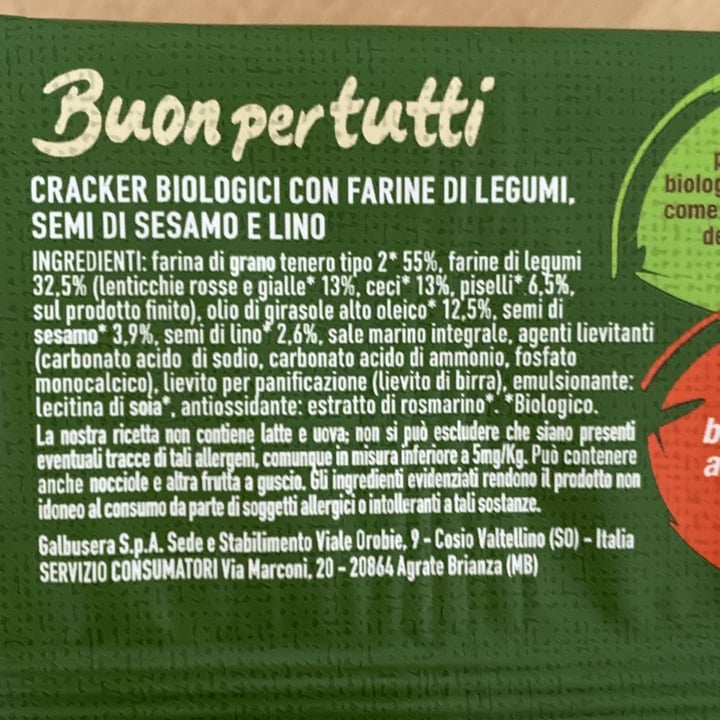 Buon per tutti
CRACKER BIOLOGICI CON FARINE DI LEGUMI,
SEMI DI SESAMO E LINO
INGREDIENTI: farina di grano tenero tipo 2* 55%, farine di legumi
32,5% (lenticchie rosse e gialle* 13%, ceci* 13%, piselli* 6,5%,
sul prodotto finito), olio di girasole alto oleico* 12,5%, semi di
sesamo* 3,9%, semi di lino* 2,6%, sale marino integrale, agenti lievitanti
(carbonato acido di sodio, carbonato acido di ammonio, fosfato
monocalcico), lievito per panificazione (lievito di birra), emulsionante:
lecitina di soia*, antiossidante: estratto di rosmarino*. *Biologico.
La nostra ricetta non contiene latte e uova; non si può escludere che siano presenti
eventuali tracce di tali allergeni, comunque in misura inferiore a 5mg/Kg. Può contenere
anche nocciole e altra frutta a guscio. Gli ingredienti evidenziati rendono il prodotto non
idoneo al consumo da parte di soggetti allergici o intolleranti a tali sostanze.
Galbusera S.p.A. Sede e Stabilimento Viale Orobie, 9 - Cosio Valtellino (SO) - Italia
SERVIZIO CONSUMATORI Via Marconi, 20 - 20864 Agrate Brianza (MB)
come